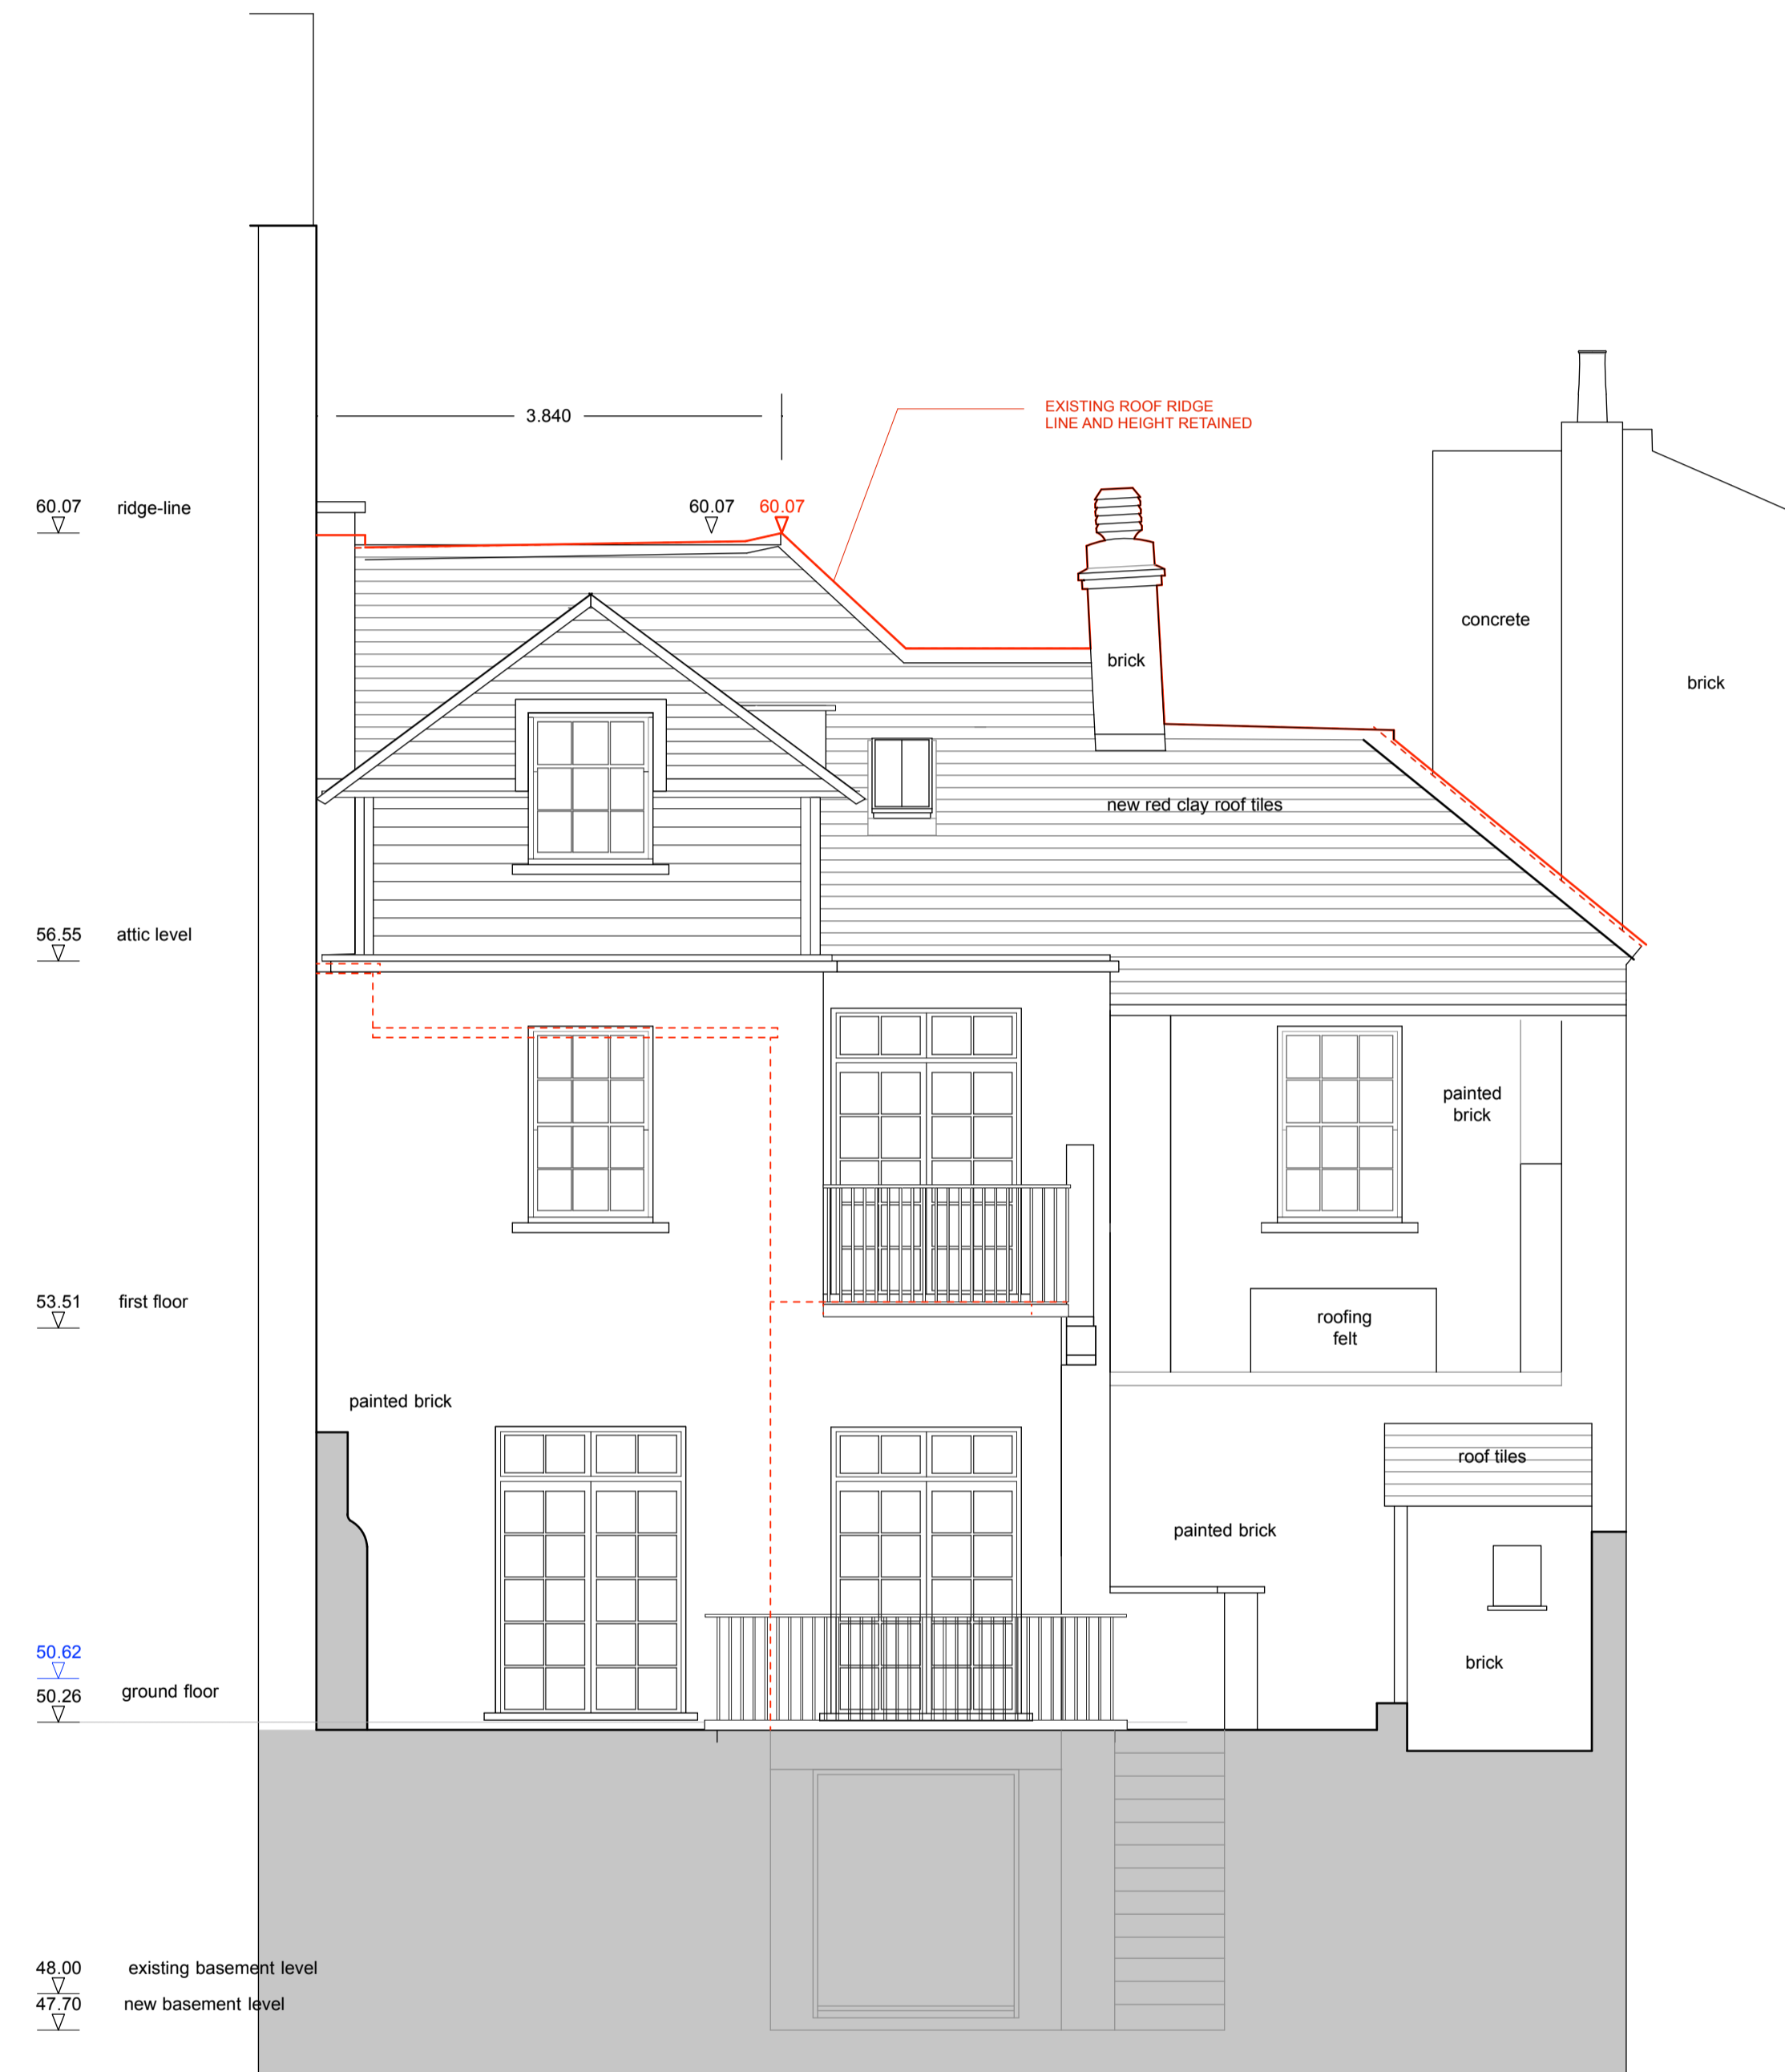 3.840
EXISTING ROOF RIDGE
LINE AND HEIGHT RETAINED
60.07 ridge-line
60.07 60.07
concrete
brick
brick
new red clay roof tiles
56.55 attic level
painted
brick
53.51 first floor
roofing
felt
painted brick
roof tiles
painted brick
50.62
50.26 ground floor
brick
48.00 existing basement level
47.70 new basement level